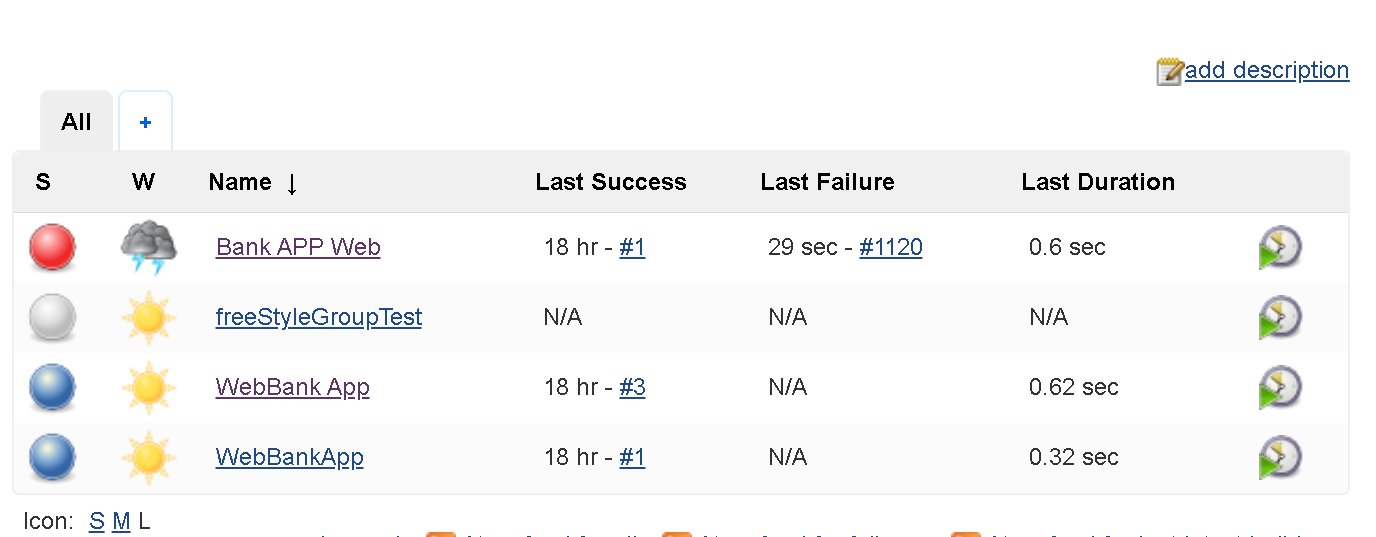 add description
All +
S W Name ↓ Last Success Last Failure Last Duration
Bank APP Web 18 hr - #1 29 sec - #1120 0.6 sec
freeStyleGroupTest N/A N/A N/A
WebBank App 18 hr - #3 N/A 0.62 sec
WebBankApp 18 hr - #1 N/A 0.32 sec
Icon: S M L